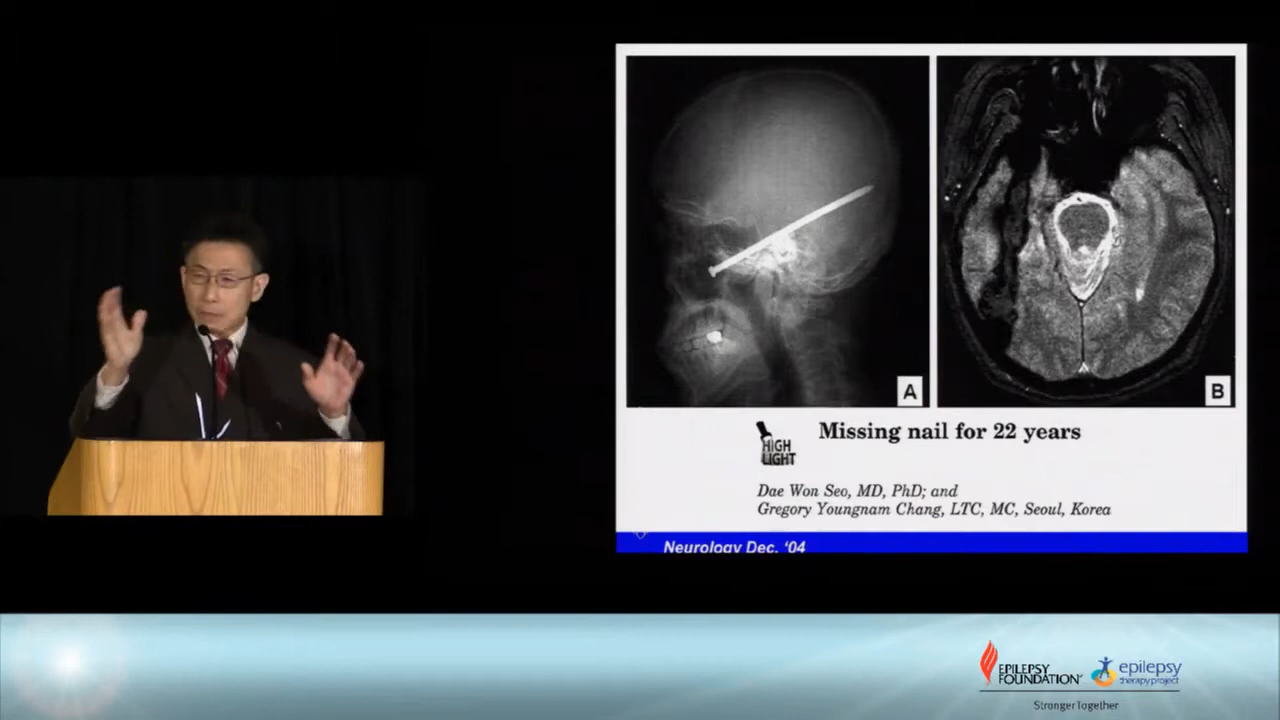 A
B
HIGH
LIGHT
Missing nail for 22 years
Dae Won Seo, MD, PhD; and
Gregory Youngnam Chang, LTC, MC, Seoul, Korea
Neurology Dec. '04
EPILEPSY
FOUNDATION
epilepsy
therapy project
Stronger Together